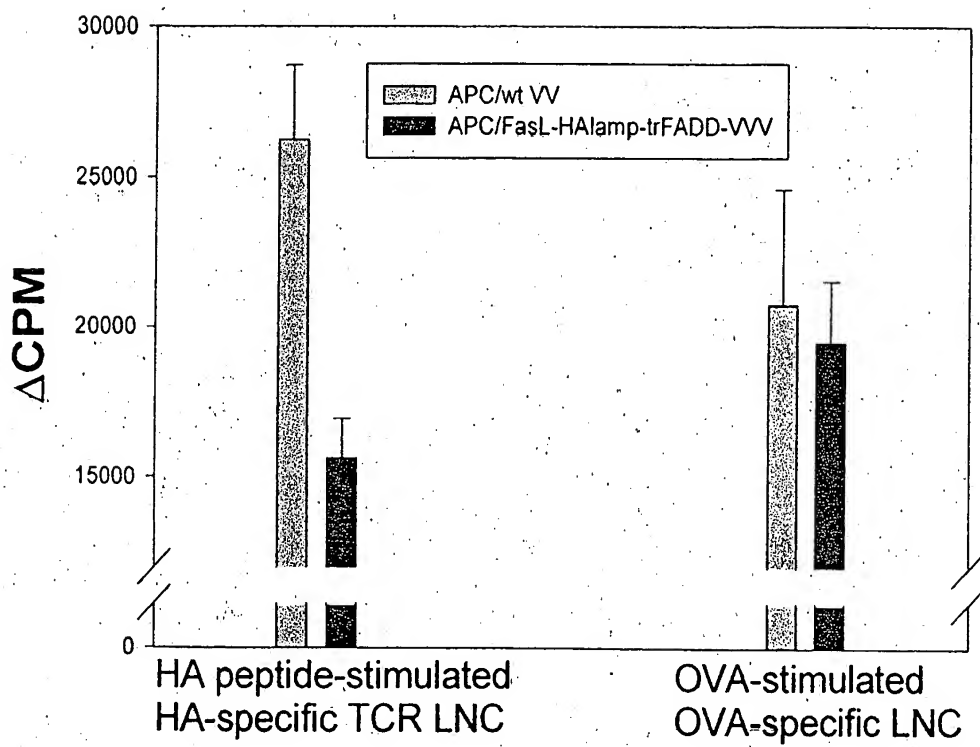 30000
25000
20000
15000
0
ΔCPM
APC/wt VV
APC/FasL-HAlamp-trFADD-VVV
HA peptide-stimulated
HA-specific TCR LNC
OVA-stimulated
OVA-specific LNC